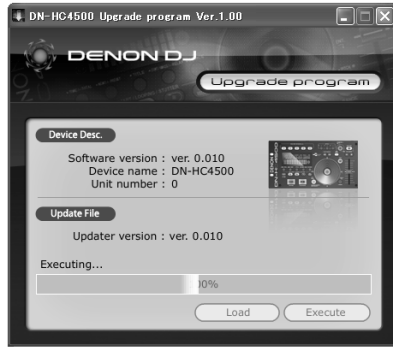 DN-HC4500 Upgrade program Ver.1.00
DENON DJ
Upgrade program
Device Desc.
Software version : ver. 0.010
Device name : DN-HC4500
Unit number : 0
Update File
Updater version : ver. 0.010
Executing...
Load
Execute